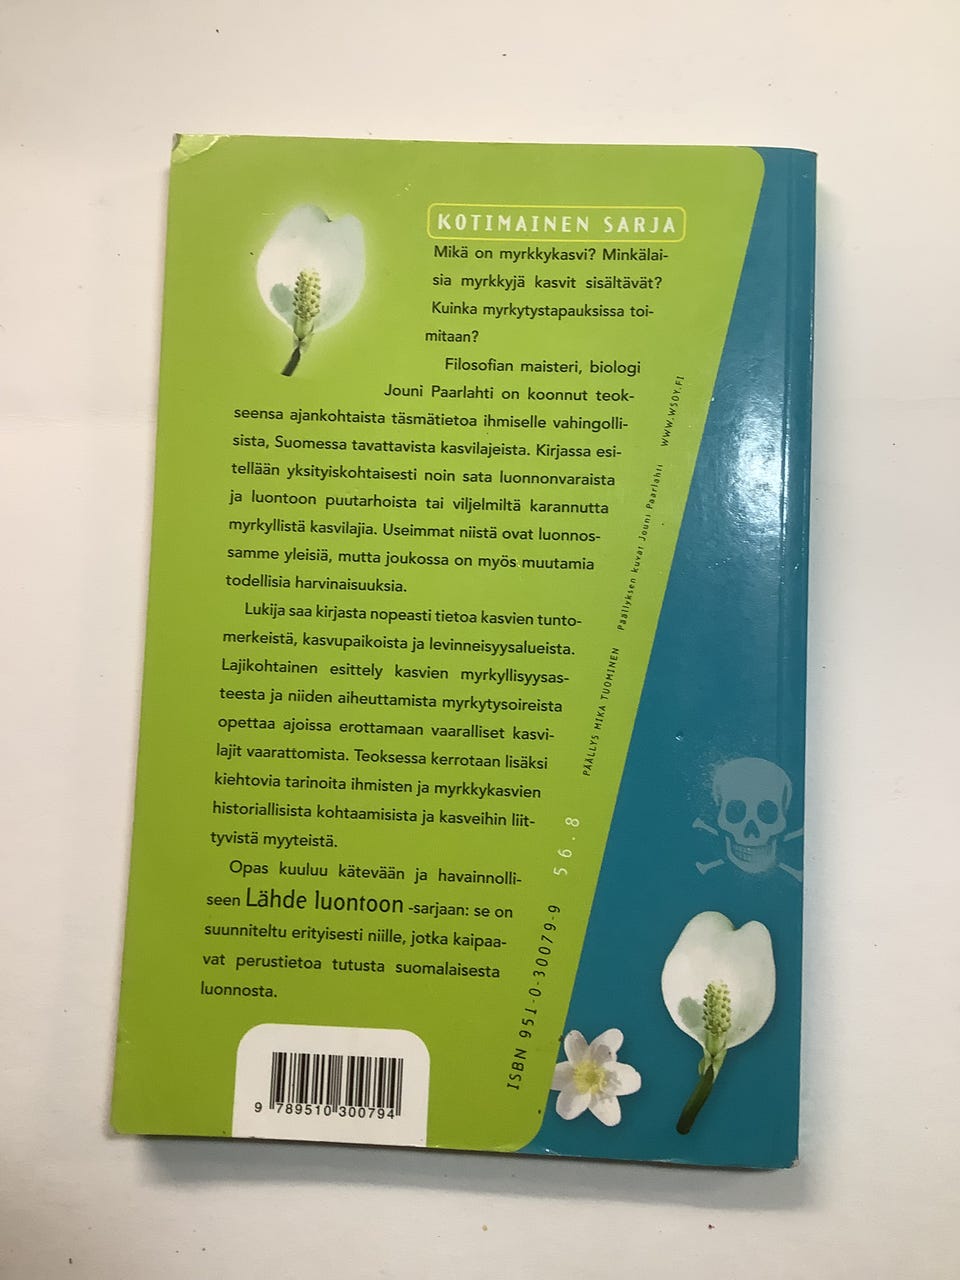 KOTIMAINEN SARJA
Mikä on myrkkykasvi? Minkälai-
sia myrkkyjä kasvit sisältävät?
Kuinka myrkytystapauksissa toi-
mitaan?
Filosofian maisteri, biologi
Jouni Paarlahti on koonnut teok-
seensa ajankohtaista täsmätietoa ihmiselle vahingolli-
sista, Suomessa tavattavista kasvilajeista. Kirjassa esi-
tellään yksityiskohtaisesti noin sata luonnonvaraista
ja luontoon puutarhoista tai viljelmiltä karannutta
myrkyllistä kasvilajia. Useimmat niistä ovat luonnos-
samme yleisiä, mutta joukossa on myös muutamia
todellisia harvinaisuuksia.
Lukija saa kirjasta nopeasti tietoa kasvien tunto-
merkeistä, kasvupaikoista ja levinneisyysalueista.
Lajikohtainen esittely kasvien myrkyllisyysas-
teesta ja niiden aiheuttamista myrkytysoireista
opettaa ajoissa erottamaan vaaralliset kasvi-
lajit vaarattomista. Teoksessa kerrotaan lisäksi
kiehtovia tarinoita ihmisten ja myrkkykasvien
historiallisista kohtaamisista ja kasveihin liit-
tyvistä myyteistä.
Opas kuuluu kätevään ja havainnolli-
seen Lähde luontoon -sarjaan: se on
suunniteltu erityisesti niille, jotka kaipaa-
vat perustietoa tutusta suomalaisesta
luonnosta.
PÄÄLLYS MIKA TUOMINEN Päällyksen kuvat Jouni Paarlahti WWW.WSOY.FI
ISBN 951-0-30079-9 56.8
9 789510 300794